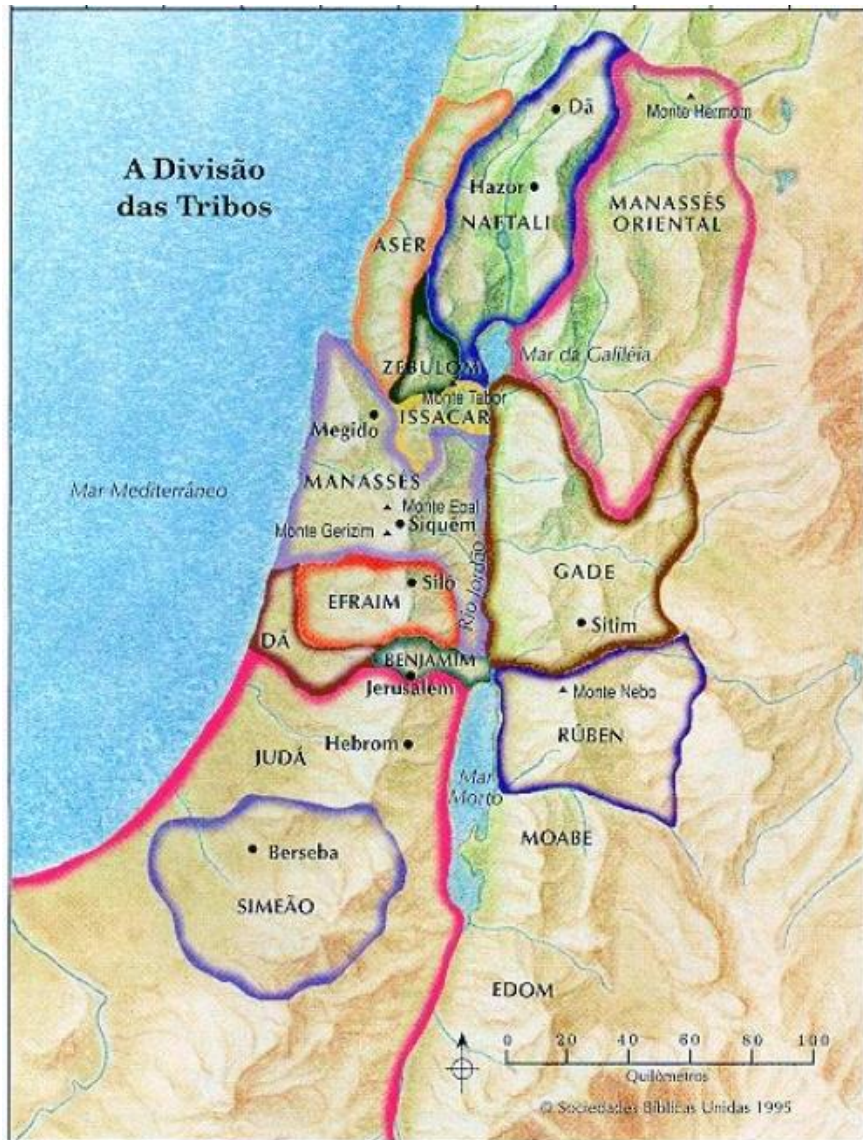 A Divisão
das Tribos
Dã
Monte Hermom
Hazor
NAFTALI
MANASSÉS
ORIENTAL
ASER
Mar da Galiléia
ZEBULOM
Monte Tabor
ISSACAR
Megido
Mar Mediterrâneo
MANASSÉS
Monte Ebal
Siquém
Monte Gerizim
Rio Jordão
GADE
Siló
EFRAIM
Sitim
DÃ
BENJAMIM
Jerusalém
Monte Nebo
RÚBEN
Hebrom
JUDÁ
Mar
Morto
MOABE
Berseba
SIMEÃO
EDOM
0 20 40 60 80 100
Quilômetros
© Sociedades Bíblicas Unidas 1995